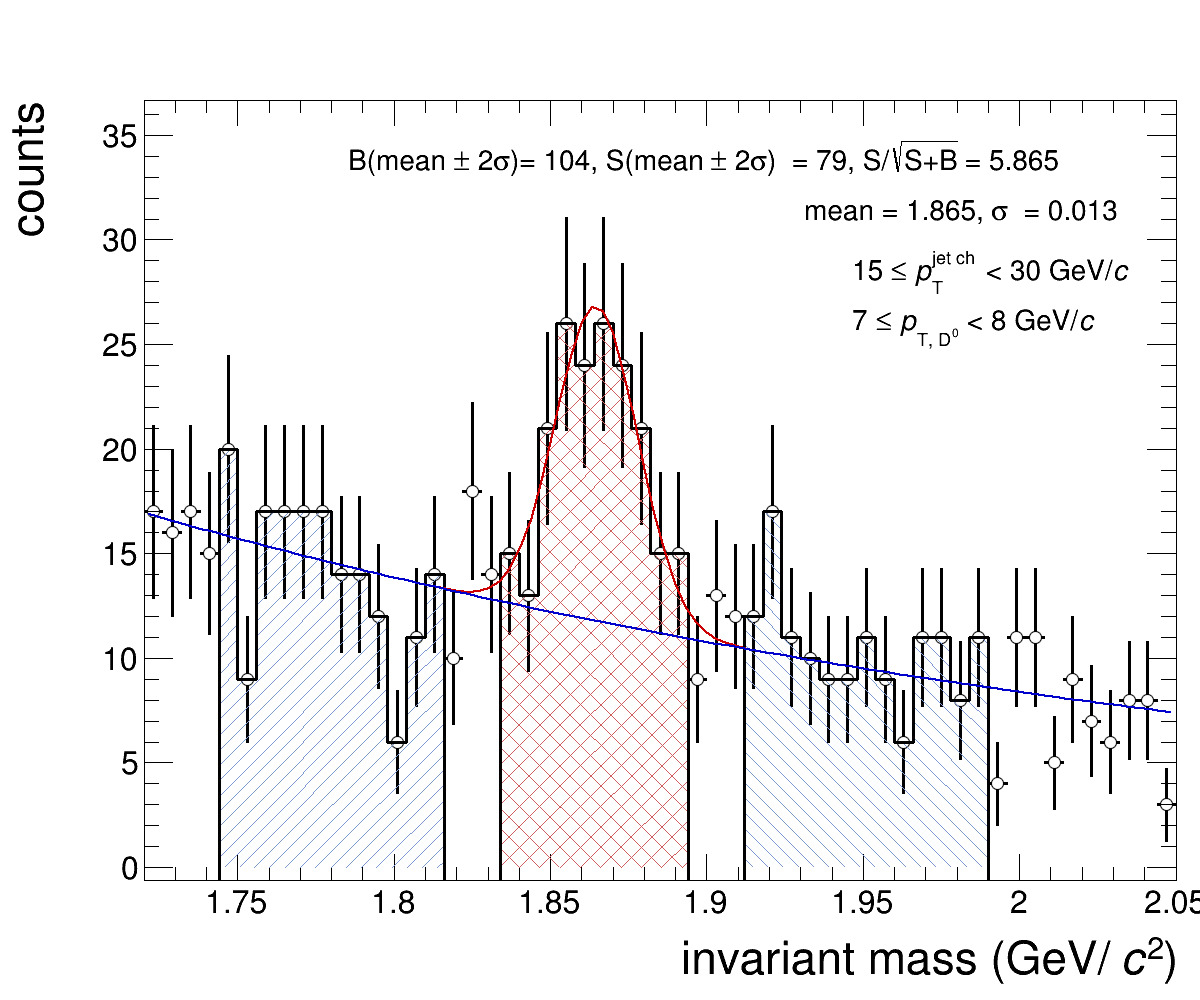 counts
35
30
25
20
15
10
5
0
B(mean ± 2σ)= 104, S(mean ± 2σ) = 79, S/√S+B = 5.865
mean = 1.865, σ = 0.013
15 ≤ p_T^jet ch < 30 GeV/c
7 ≤ p_T, D⁰ < 8 GeV/c
1.75 1.8 1.85 1.9 1.95 2 2.05
invariant mass (GeV/ c²)